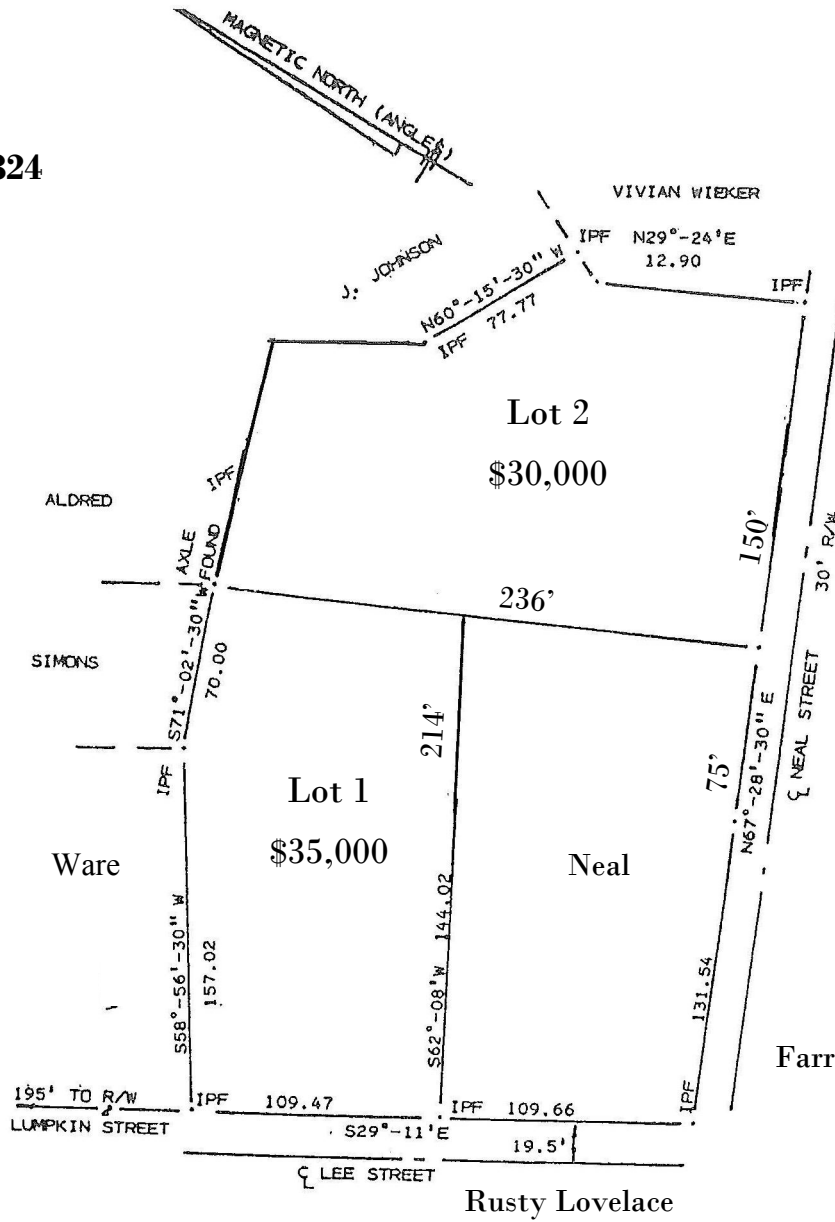 MAGNETIC NORTH (ANGLES)
324
VIVIAN WIEKER
IPF N29°-24'E
12.90
IPF
J. JOHNSON
N60°-15'-30" W
IPF 77.77
Lot 2
$30,000
IPF
ALDRED
AXLE
FOUND
150'
30' R/W
236'
S71°-02'-30" W
70.00
SIMONS
214'
N67°-28'-30" E
75'
℄ NEAL STREET
IPF
Lot 1
$35,000
Ware
Neal
S58°-56'-30" W
157.02
S62°-08'W 144.02
131.54
Farr
195' TO R/W
IPF 109.47
IPF 109.66
IPF
LUMPKIN STREET
S29°-11'E
19.5'
℄ LEE STREET
Rusty Lovelace